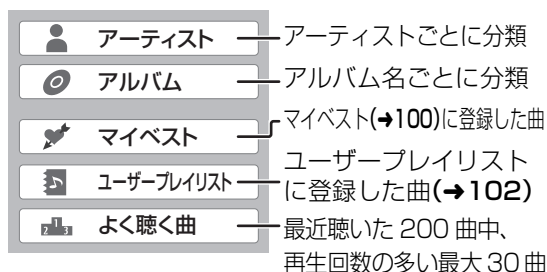 アーティスト アーティストごとに分類
アルバム アルバム名ごとに分類
マイベスト マイベスト(→100)に登録した曲
ユーザープレイリスト ユーザープレイリスト
に登録した曲(→102)
よく聴く曲 最近聴いた 200 曲中、
再生回数の多い最大 30 曲